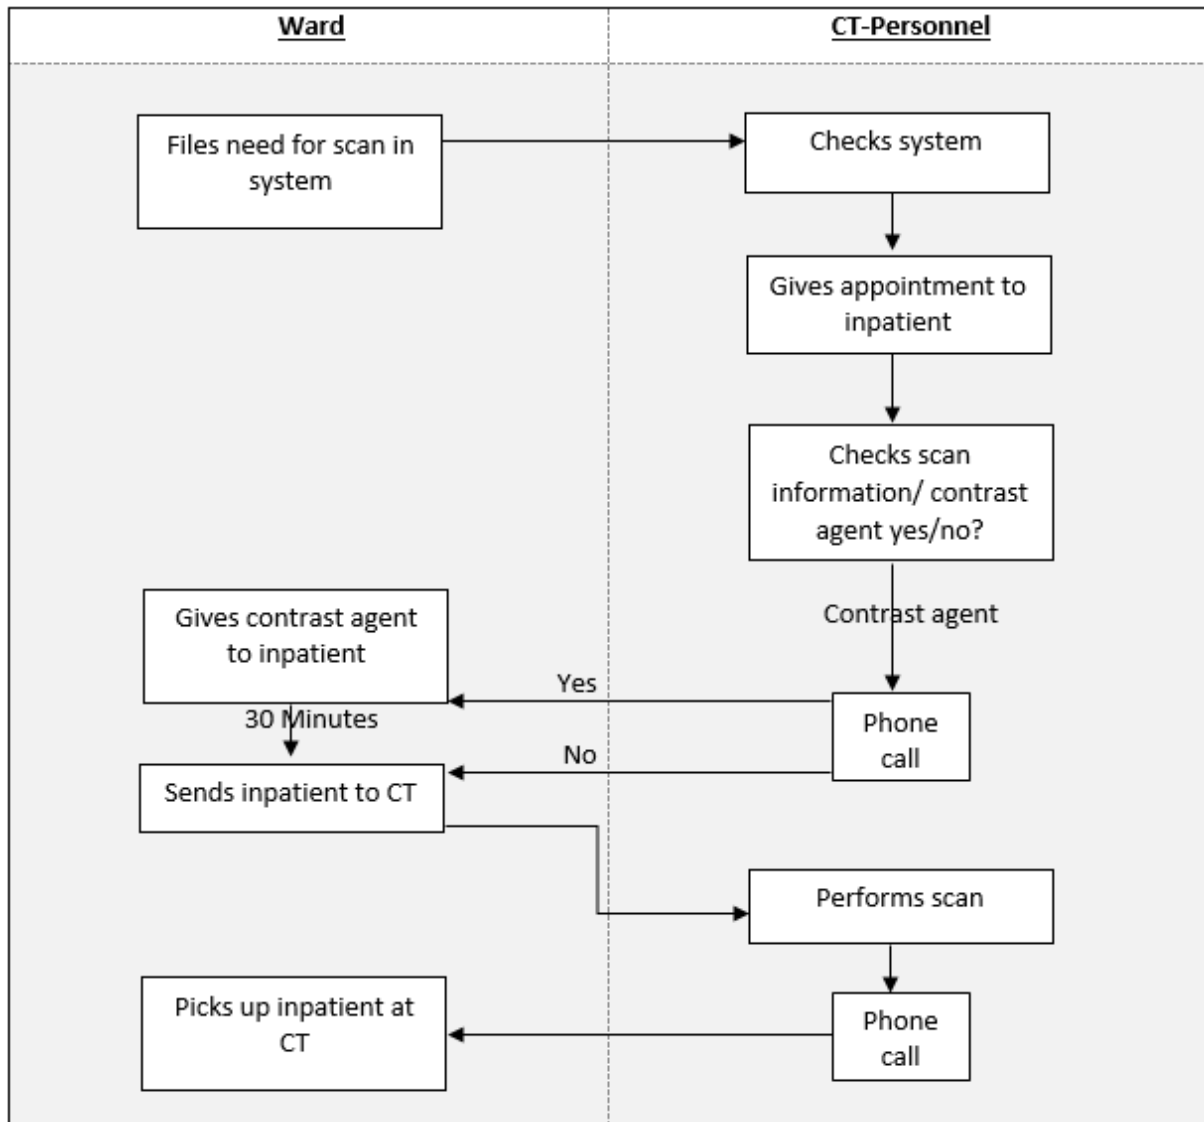 Ward
CT-Personnel
Files need for scan in
system
Checks system
Gives appointment to
inpatient
Checks scan
information/ contrast
agent yes/no?
Contrast agent
Gives contrast agent
to inpatient
Yes
30 Minutes
Phone
call
No
Sends inpatient to CT
Performs scan
Picks up inpatient at
CT
Phone
call